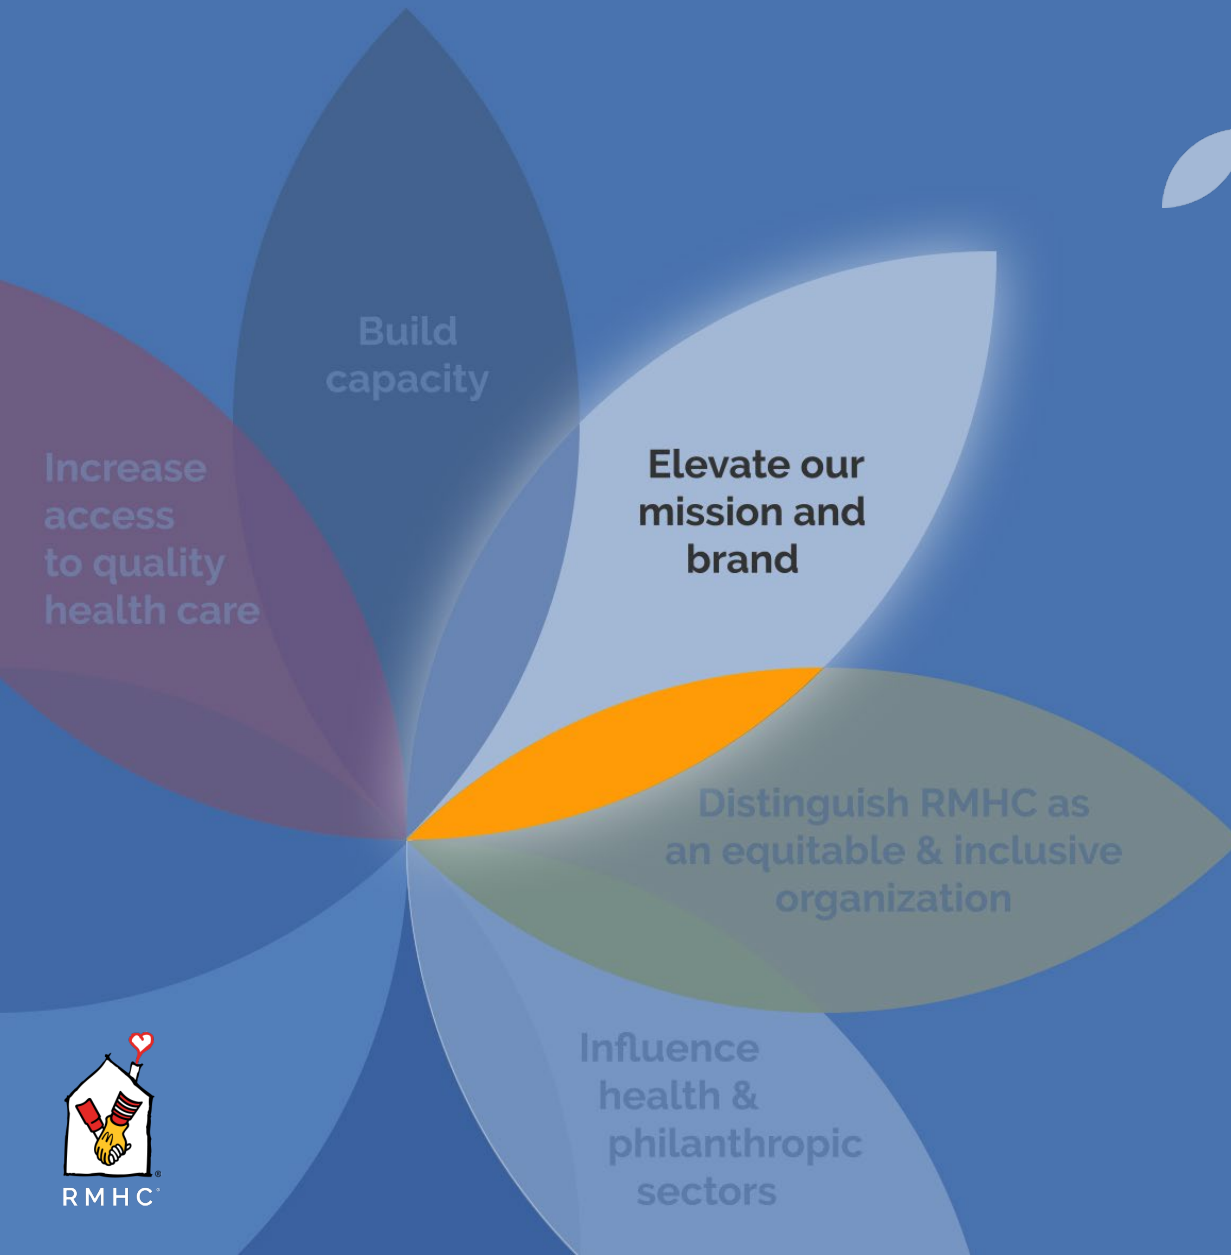 Build
capacity
Increase
access
to quality
health care
Elevate our
mission and
brand
Distinguish RMHC as
an equitable & inclusive
organization
Influence
health &
philanthropic
sectors
RMHC